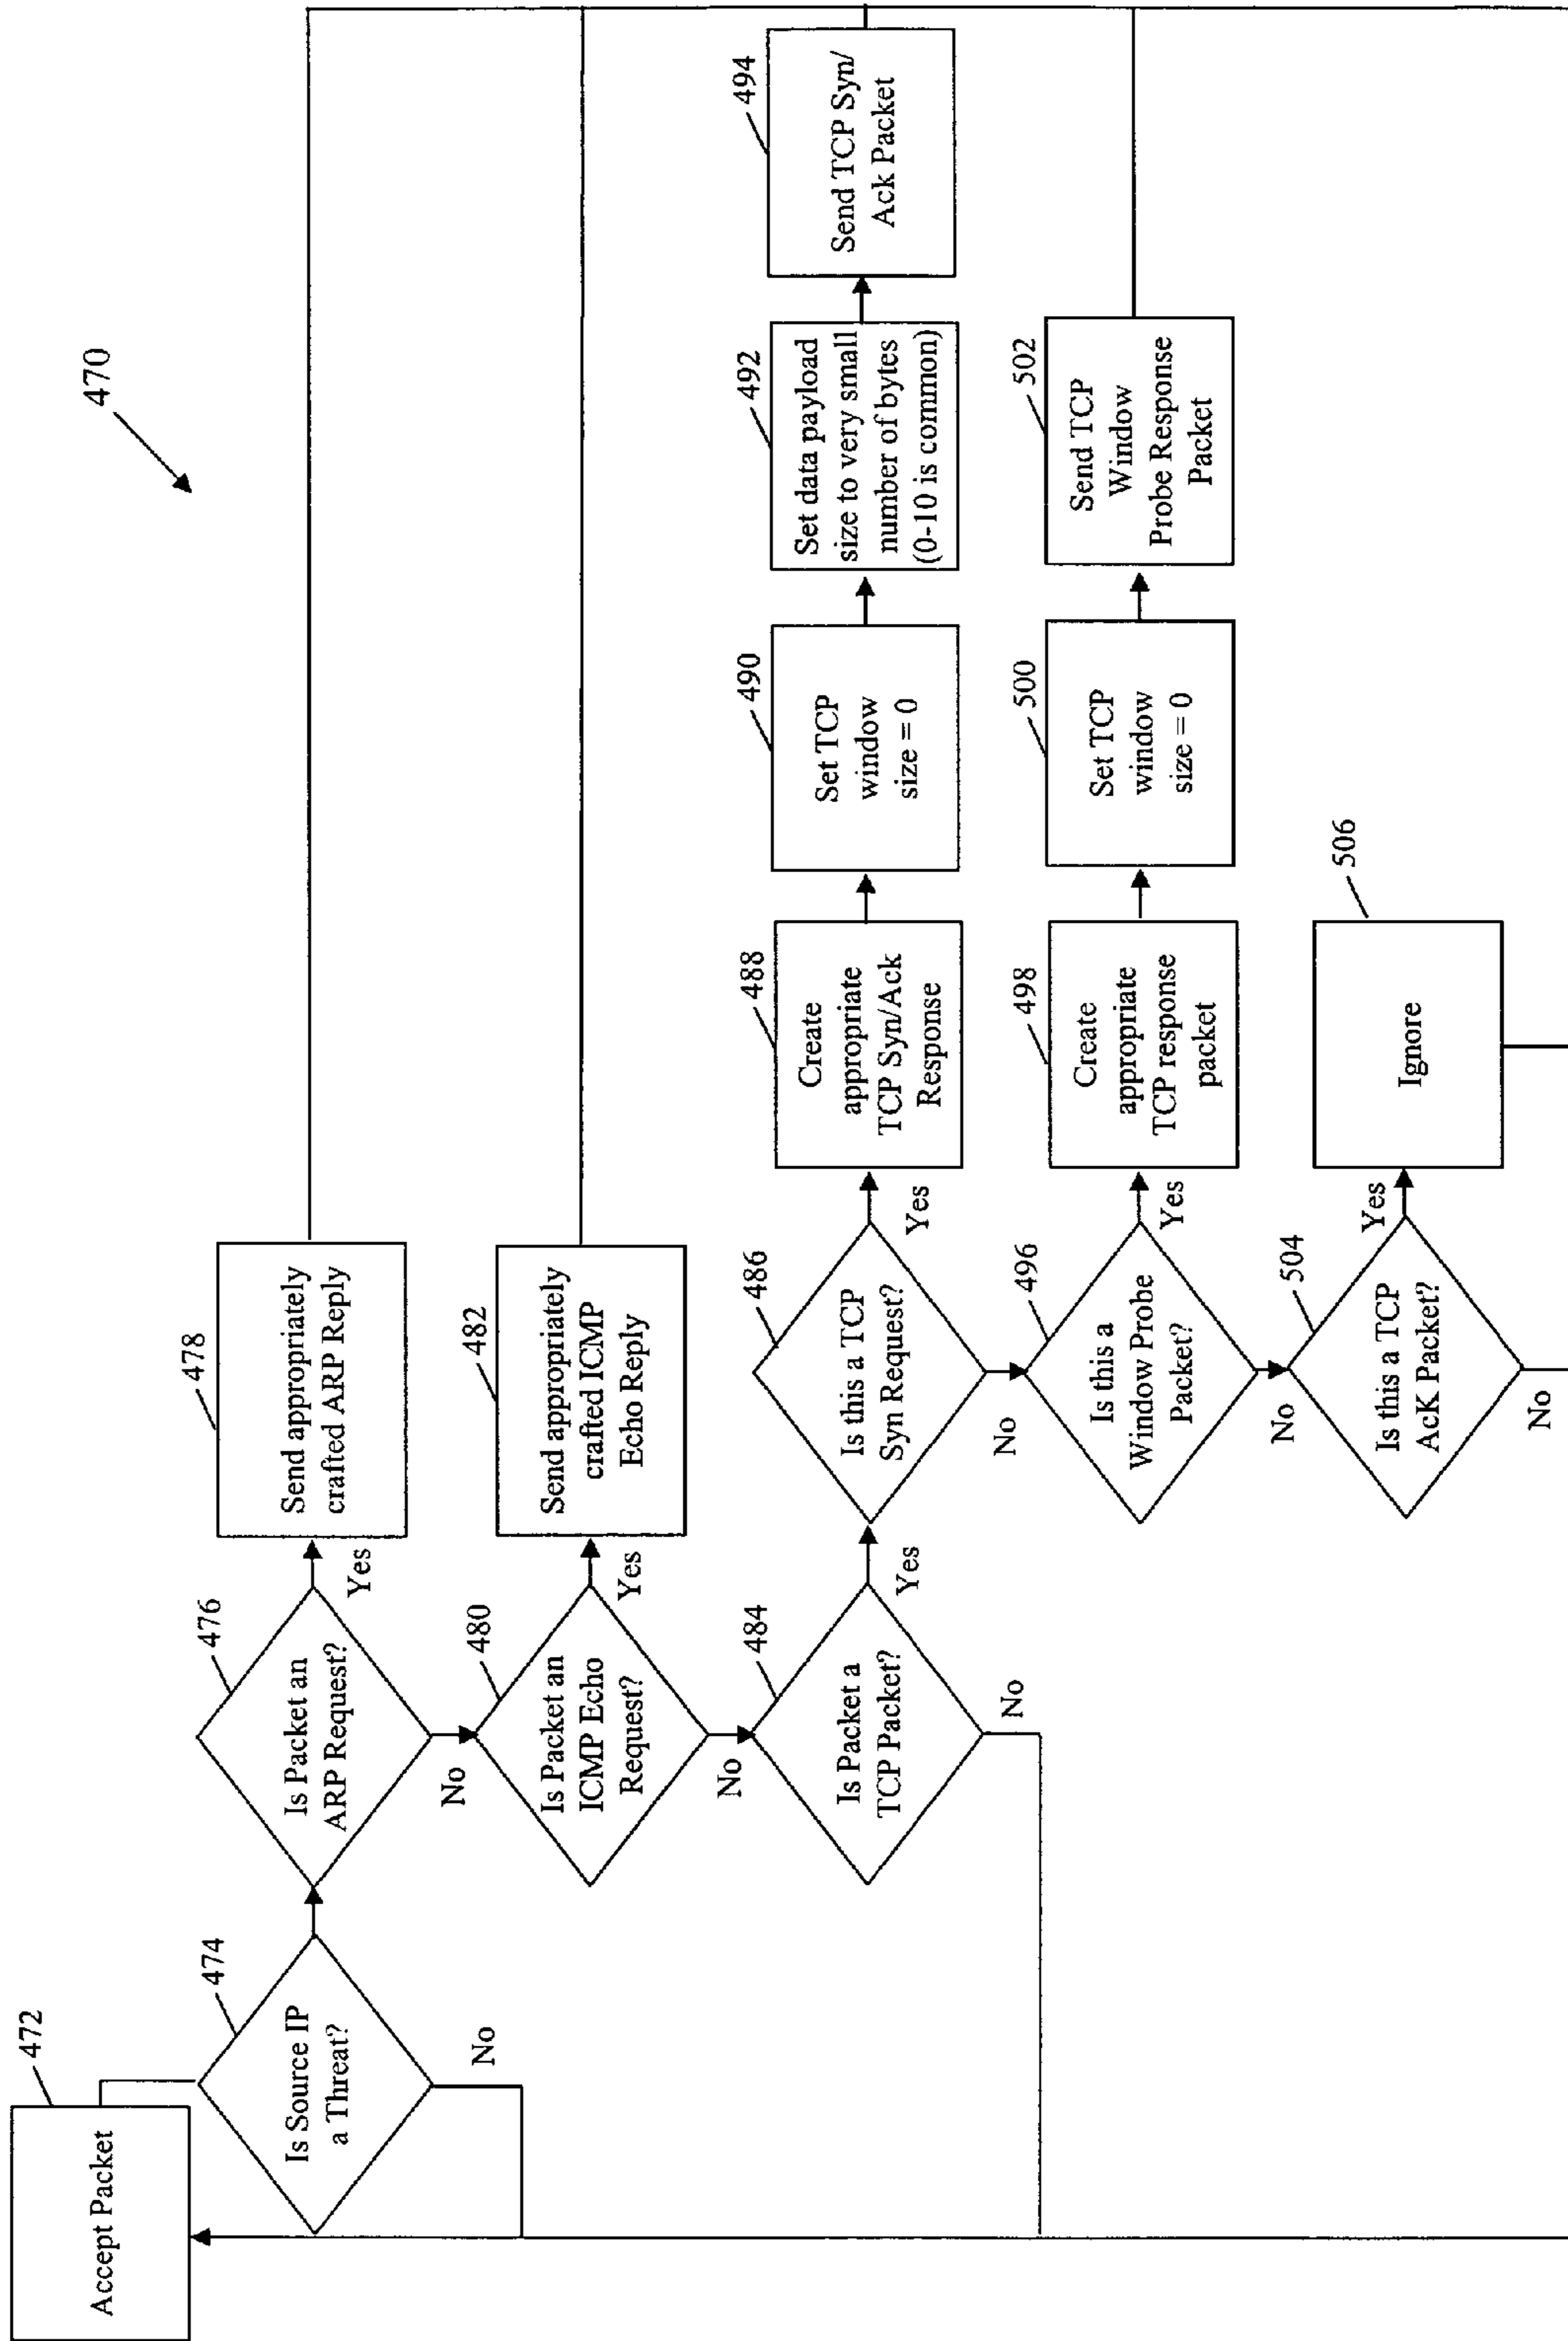 470
472
Accept Packet
474
Is Source IP
a Threat?
No
476
Is Packet an
ARP Request?
Yes
No
478
Send appropriately
crafted ARP Reply
480
Is Packet an
ICMP Echo
Request?
Yes
No
482
Send appropriately
crafted ICMP
Echo Reply
484
Is Packet a
TCP Packet?
Yes
No
486
Is this a TCP
Syn Request?
Yes
No
488
Create
appropriate
TCP Syn/Ack
Response
490
Set TCP
window
size = 0
492
Set data payload
size to very small
number of bytes
(0-10 is common)
494
Send TCP Syn/
Ack Packet
496
Is this a
Window Probe
Packet?
Yes
No
498
Create
appropriate
TCP response
packet
500
Set TCP
window
size = 0
502
Send TCP
Window
Probe Response
Packet
504
Is this a TCP
AcK Packet?
Yes
No
506
Ignore